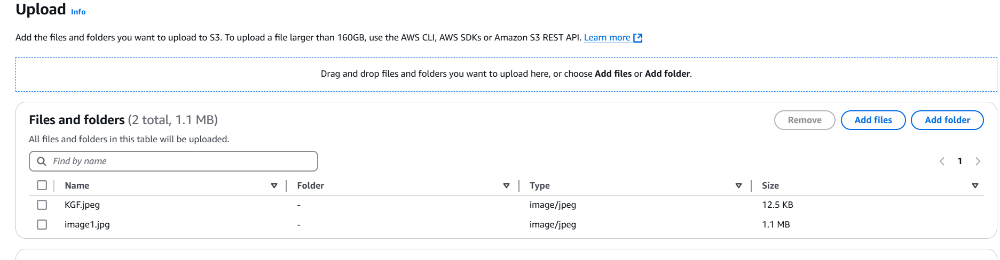 Upload Info
Add the files and folders you want to upload to S3. To upload a file larger than 160GB, use the AWS CLI, AWS SDKs or Amazon S3 REST API. Learn more
Drag and drop files and folders you want to upload here, or choose Add files or Add folder.
Files and folders (2 total, 1.1 MB)
Remove Add files Add folder
All files and folders in this table will be uploaded.
Find by name
1
Name Folder Type Size
KGF.jpeg - image/jpeg 12.5 KB
image1.jpg - image/jpeg 1.1 MB